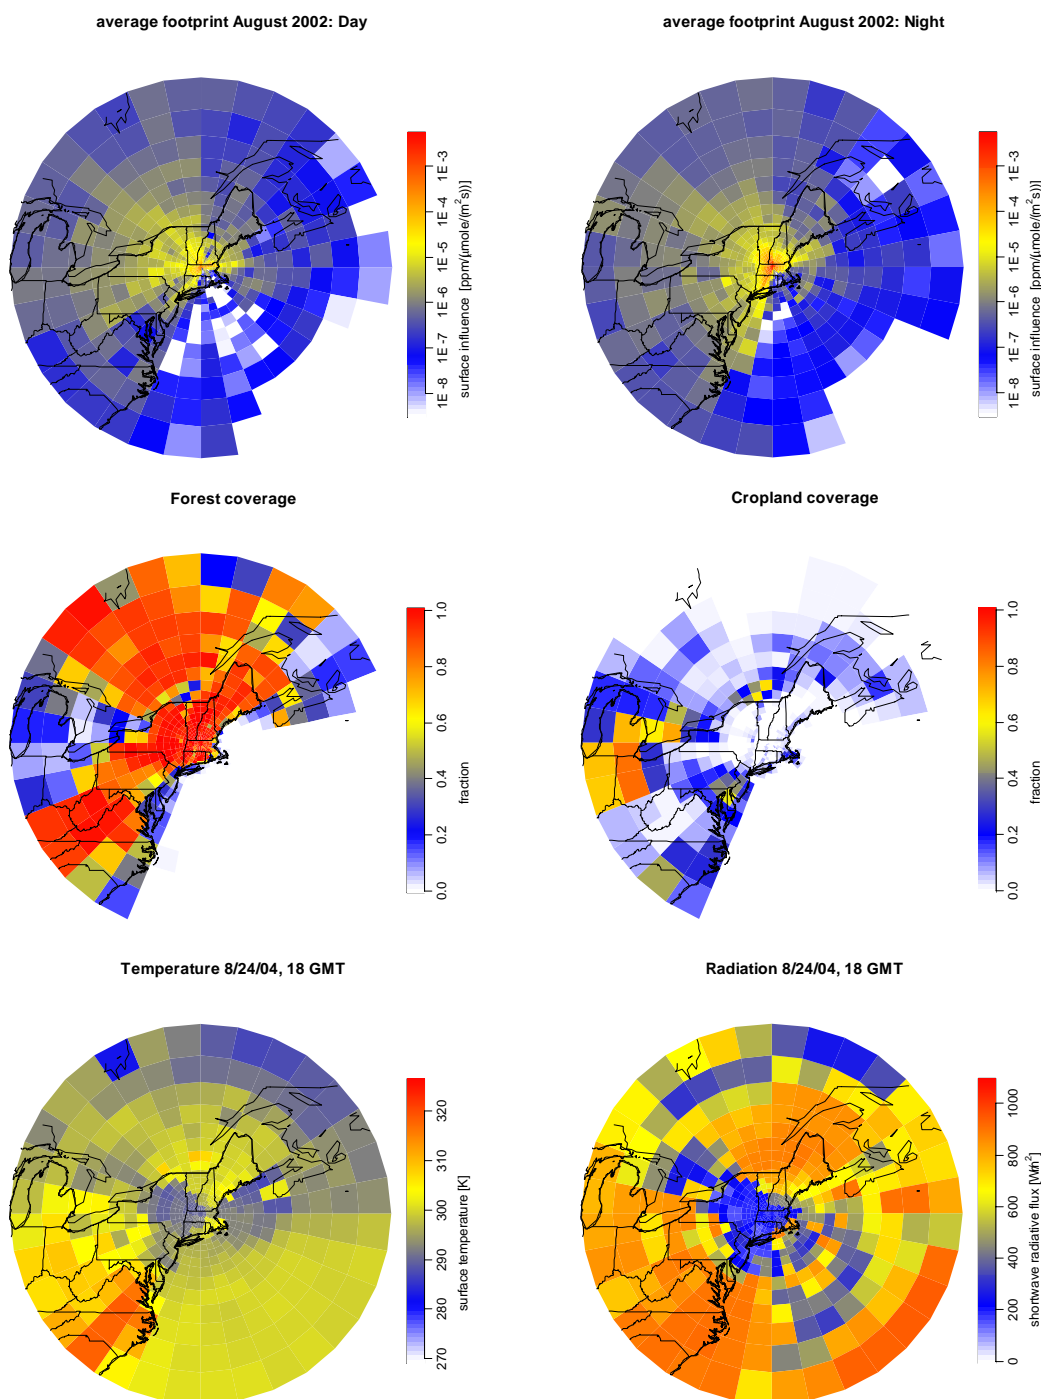 average footprint August 2002: Day
average footprint August 2002: Night
1E-8 1E-7 1E-6 1E-5 1E-4 1E-3
surface influence [ppm/(μmole/(m²s))]
1E-8 1E-7 1E-6 1E-5 1E-4 1E-3
surface influence [ppm/(μmole/(m²s))]
Forest coverage
Cropland coverage
0.0 0.2 0.4 0.6 0.8 1.0
fraction
0.0 0.2 0.4 0.6 0.8 1.0
fraction
Temperature 8/24/04, 18 GMT
Radiation 8/24/04, 18 GMT
270 280 290 300 310 320
surface temperature [K]
0 200 400 600 800 1000
shortwave radiative flux [W/m²]